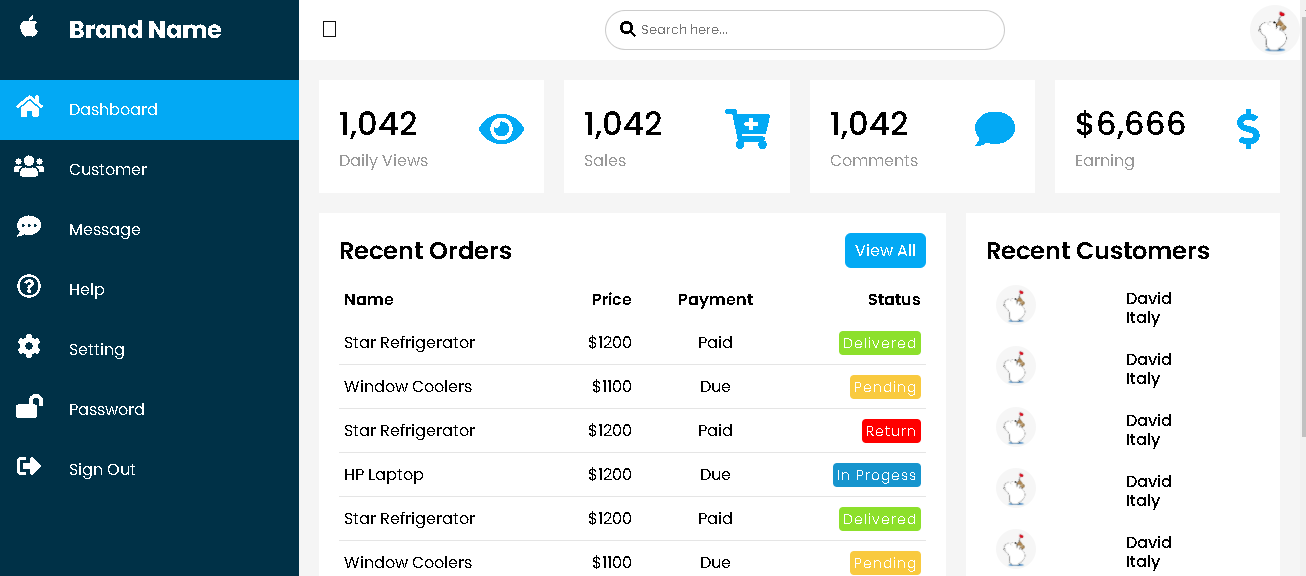 Brand Name
Search here...
Dashboard
Customer
Message
Help
Setting
Password
Sign Out
1,042
Daily Views
1,042
Sales
1,042
Comments
$6,666
Earning
Recent Orders
View All
Name Price Payment Status
Star Refrigerator $1200 Paid Delivered
Window Coolers $1100 Due Pending
Star Refrigerator $1200 Paid Return
HP Laptop $1200 Due In Progess
Star Refrigerator $1200 Paid Delivered
Window Coolers $1100 Due Pending
Recent Customers
David
Italy
David
Italy
David
Italy
David
Italy
David
Italy